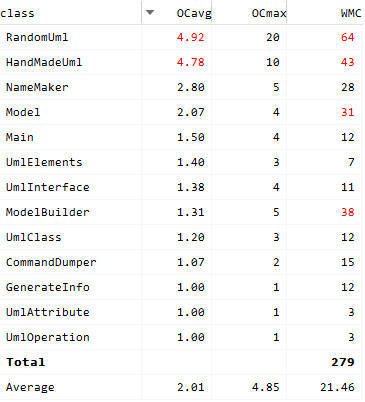 class OCavg OCmax WMC
RandomUml 4.92 20 64
HandMadeUml 4.78 10 43
NameMaker 2.80 5 28
Model 2.07 4 31
Main 1.50 4 12
UmlElements 1.40 3 7
UmlInterface 1.38 4 11
ModelBuilder 1.31 5 38
UmlClass 1.20 3 12
CommandDumper 1.07 2 15
GenerateInfo 1.00 1 12
UmlAttribute 1.00 1 3
UmlOperation 1.00 1 3
Total 279
Average 2.01 4.85 21.46